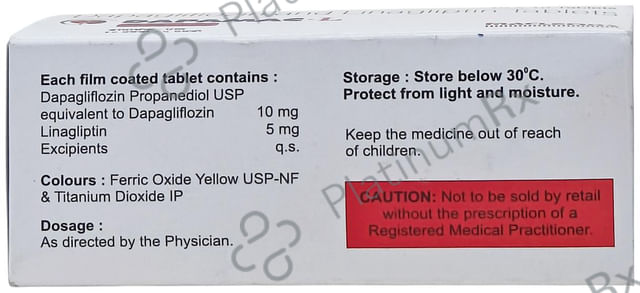 Each film coated tablet contains :
Dapagliflozin Propanediol USP
equivalent to Dapagliflozin 10 mg
Linagliptin 5 mg
Excipients q.s.
Colours : Ferric Oxide Yellow USP-NF
& Titanium Dioxide IP
Dosage :
As directed by the Physician.
Storage : Store below 30°C.
Protect from light and moisture.
Keep the medicine out of reach
of children.
CAUTION: Not to be sold by retail
without the prescription of a
Registered Medical Practitioner.
PlatinumRx